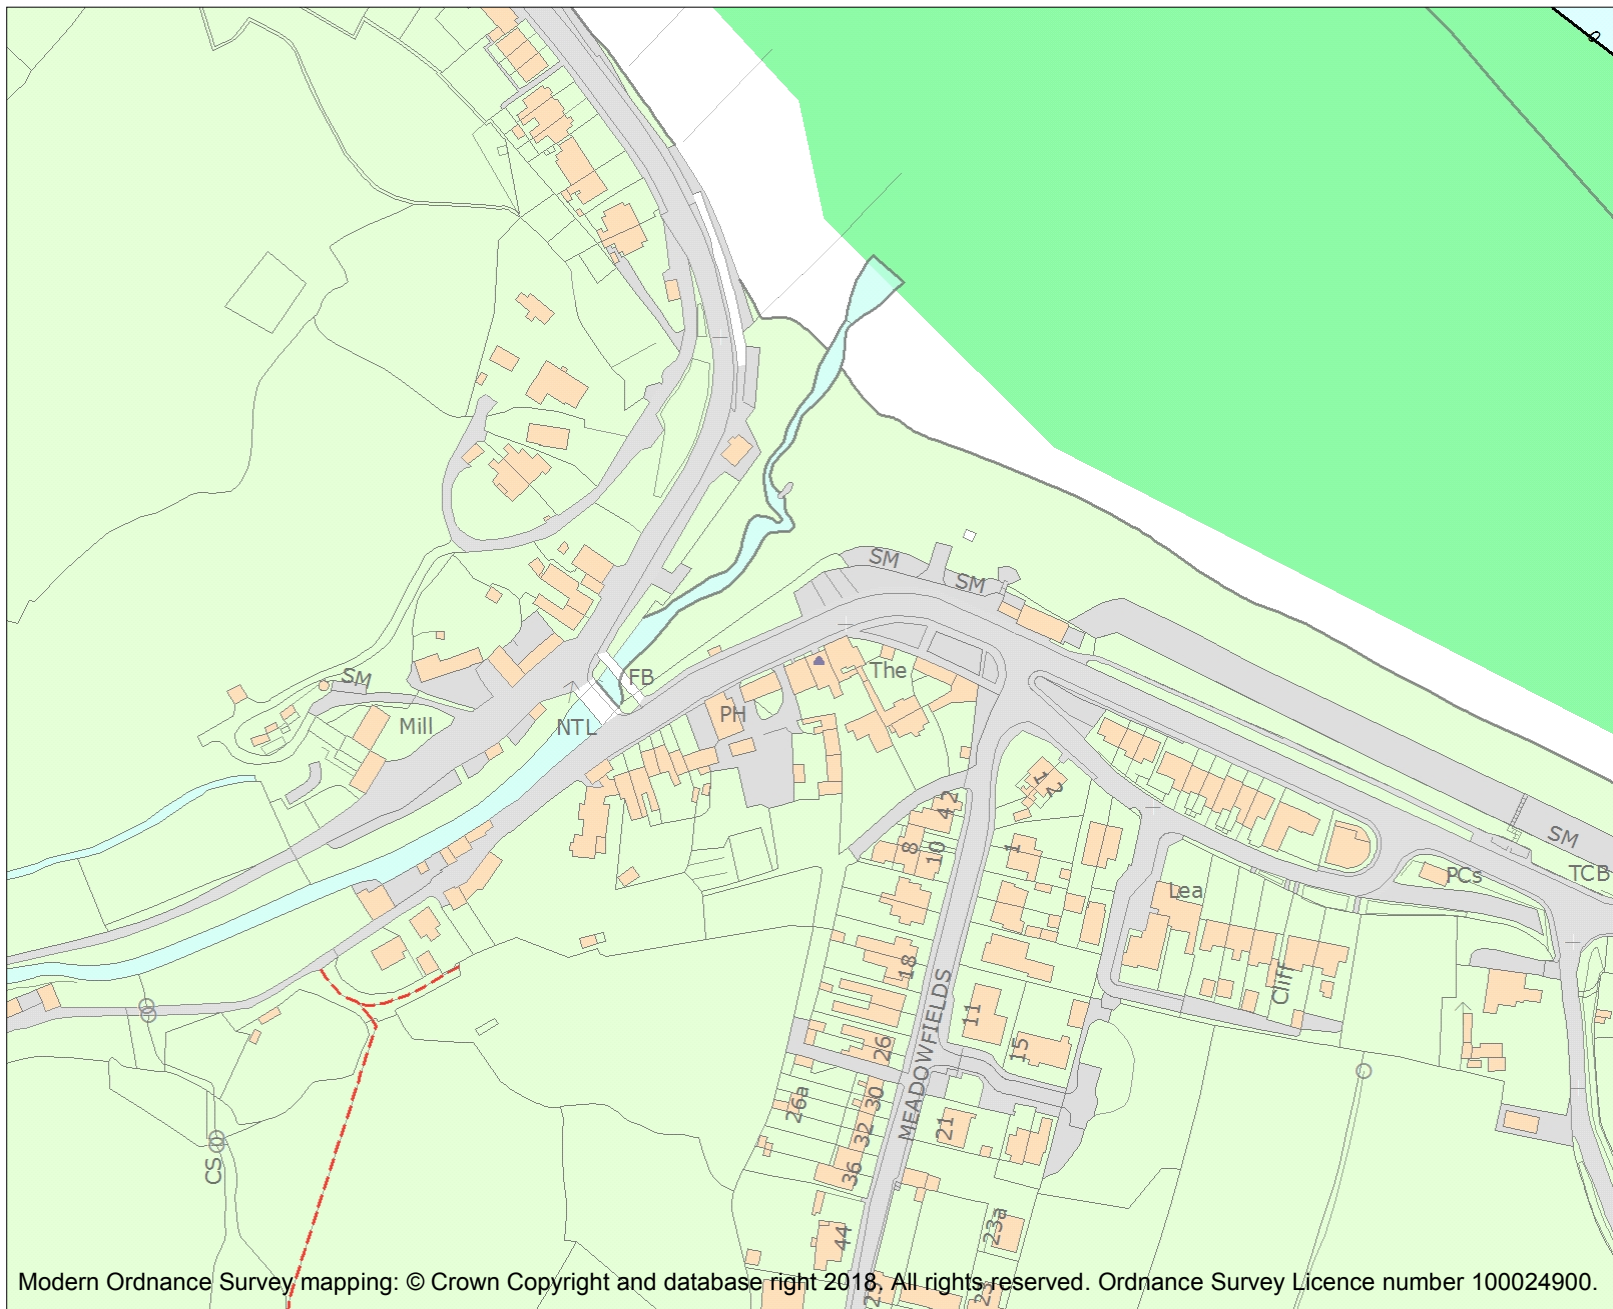 SM
SM
The
FB
SM
PH
NTL
Mill
12
42
8
10
1
SM
TCB
PCs
Lea
18
Cliff
MEADOWFIELDS
11
15
26
30
26a
32
21
36
CS
23a
44
Modern Ordnance Survey mapping: © Crown Copyright and database right 2018. All rights reserved. Ordnance Survey Licence number 100024900.